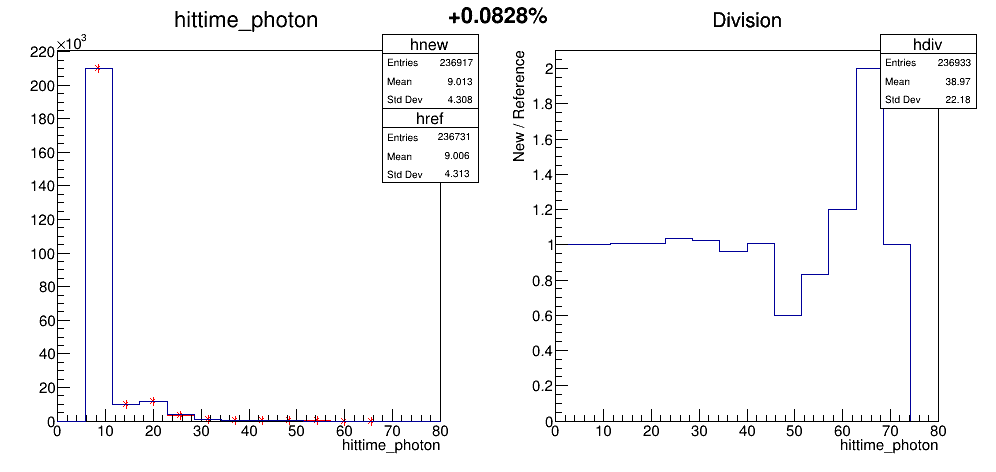 +0.0828%
hittime_photon
×10³
220
200
180
160
140
120
100
80
60
40
20
0
0 10 20 30 40 50 60 70 80
hittime_photon
hnew
Entries 236917
Mean 9.013
Std Dev 4.308
href
Entries 236731
Mean 9.006
Std Dev 4.313
Division
New / Reference
2
1.8
1.6
1.4
1.2
1
0.8
0.6
0.4
0.2
0
0 10 20 30 40 50 60 70 80
hittime_photon
hdiv
Entries 236933
Mean 38.97
Std Dev 22.18